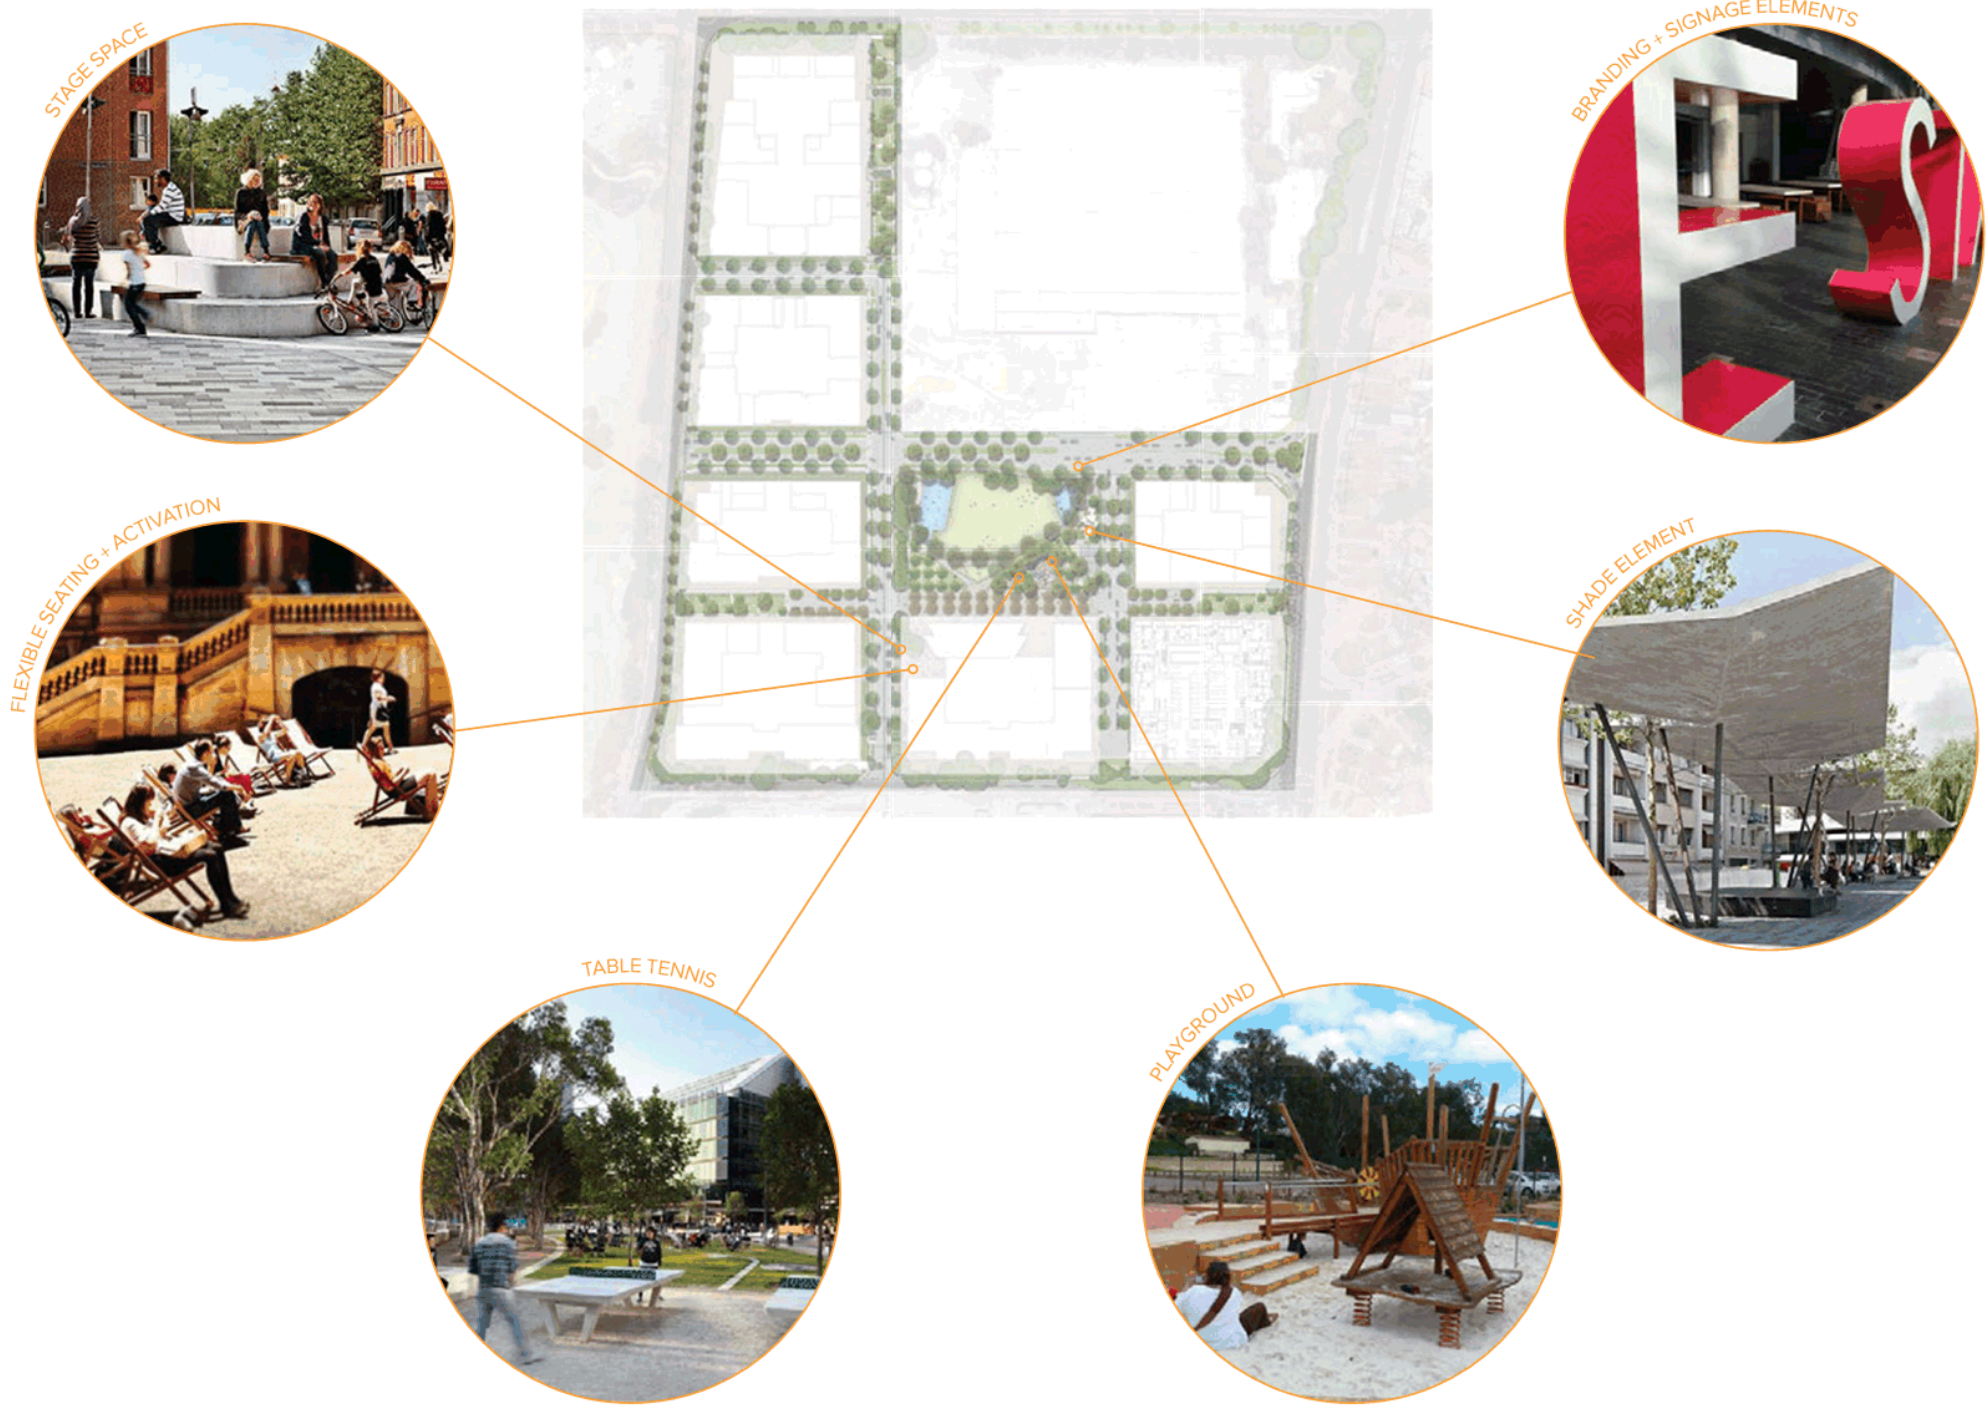 STAGE SPACE
BRANDING + SIGNAGE ELEMENTS
FLEXIBLE SEATING + ACTIVATION
SHADE ELEMENT
TABLE TENNIS
PLAYGROUND